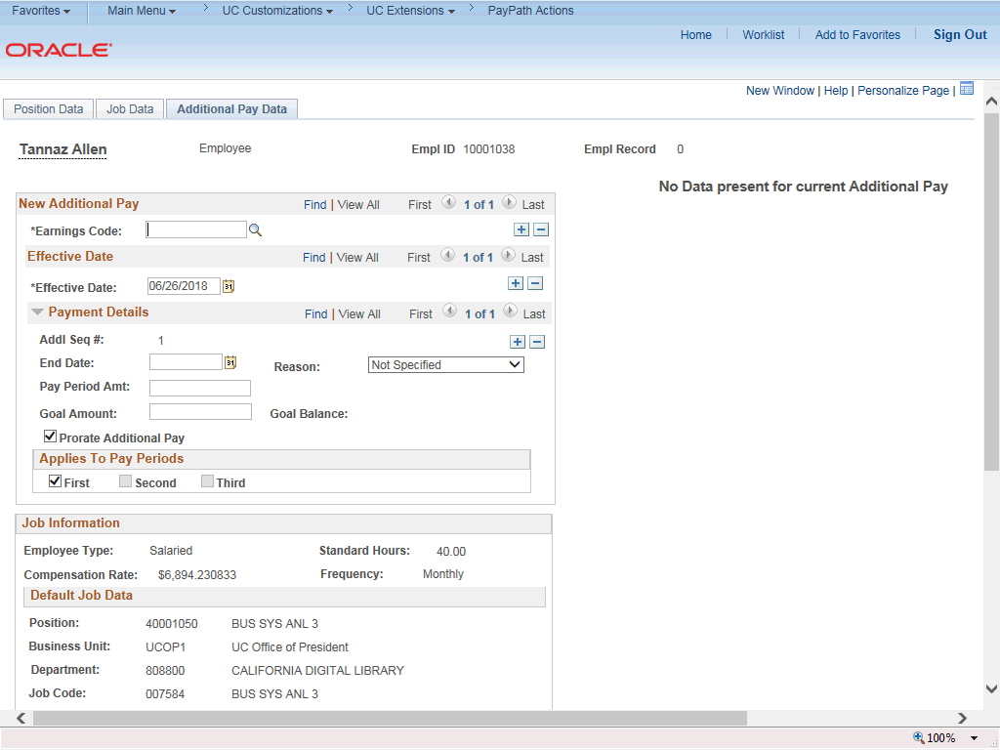 Favorites Main Menu > UC Customizations > UC Extensions > PayPath Actions
ORACLE
Home Worklist Add to Favorites Sign Out
New Window | Help | Personalize Page |
Position Data Job Data Additional Pay Data
Tannaz Allen Employee Empl ID 10001038 Empl Record 0
No Data present for current Additional Pay
New Additional Pay Find | View All First 1 of 1 Last
*Earnings Code:
Effective Date Find | View All First 1 of 1 Last
*Effective Date: 06/26/2018
Payment Details Find | View All First 1 of 1 Last
Addl Seq #: 1
End Date: Reason: Not Specified
Pay Period Amt:
Goal Amount: Goal Balance:
Prorate Additional Pay
Applies To Pay Periods
First Second Third
Job Information
Employee Type: Salaried Standard Hours: 40.00
Compensation Rate: $6,894.230833 Frequency: Monthly
Default Job Data
Position: 40001050 BUS SYS ANL 3
Business Unit: UCOP1 UC Office of President
Department: 808800 CALIFORNIA DIGITAL LIBRARY
Job Code: 007584 BUS SYS ANL 3
100%